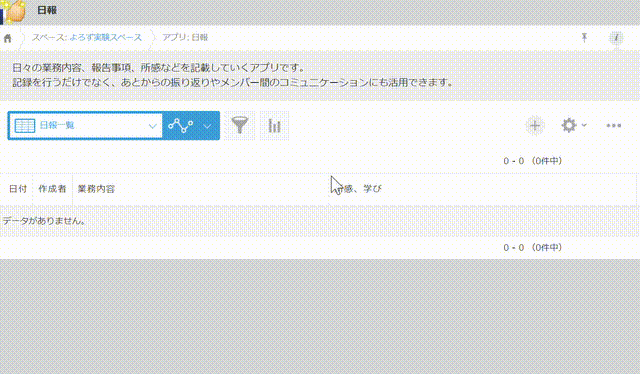 日報
スペース: よろず実験スペース
アプリ: 日報
日々の業務内容、報告事項、所感などを記載していくアプリです。
記録を行うだけでなく、あとからの振り返りやメンバー間のコミュニケーションにも活用できます。
日報一覧
0 - 0 （0件中）
日付 作成者 業務内容 感、学び
データがありません。
0 - 0 （0件中）